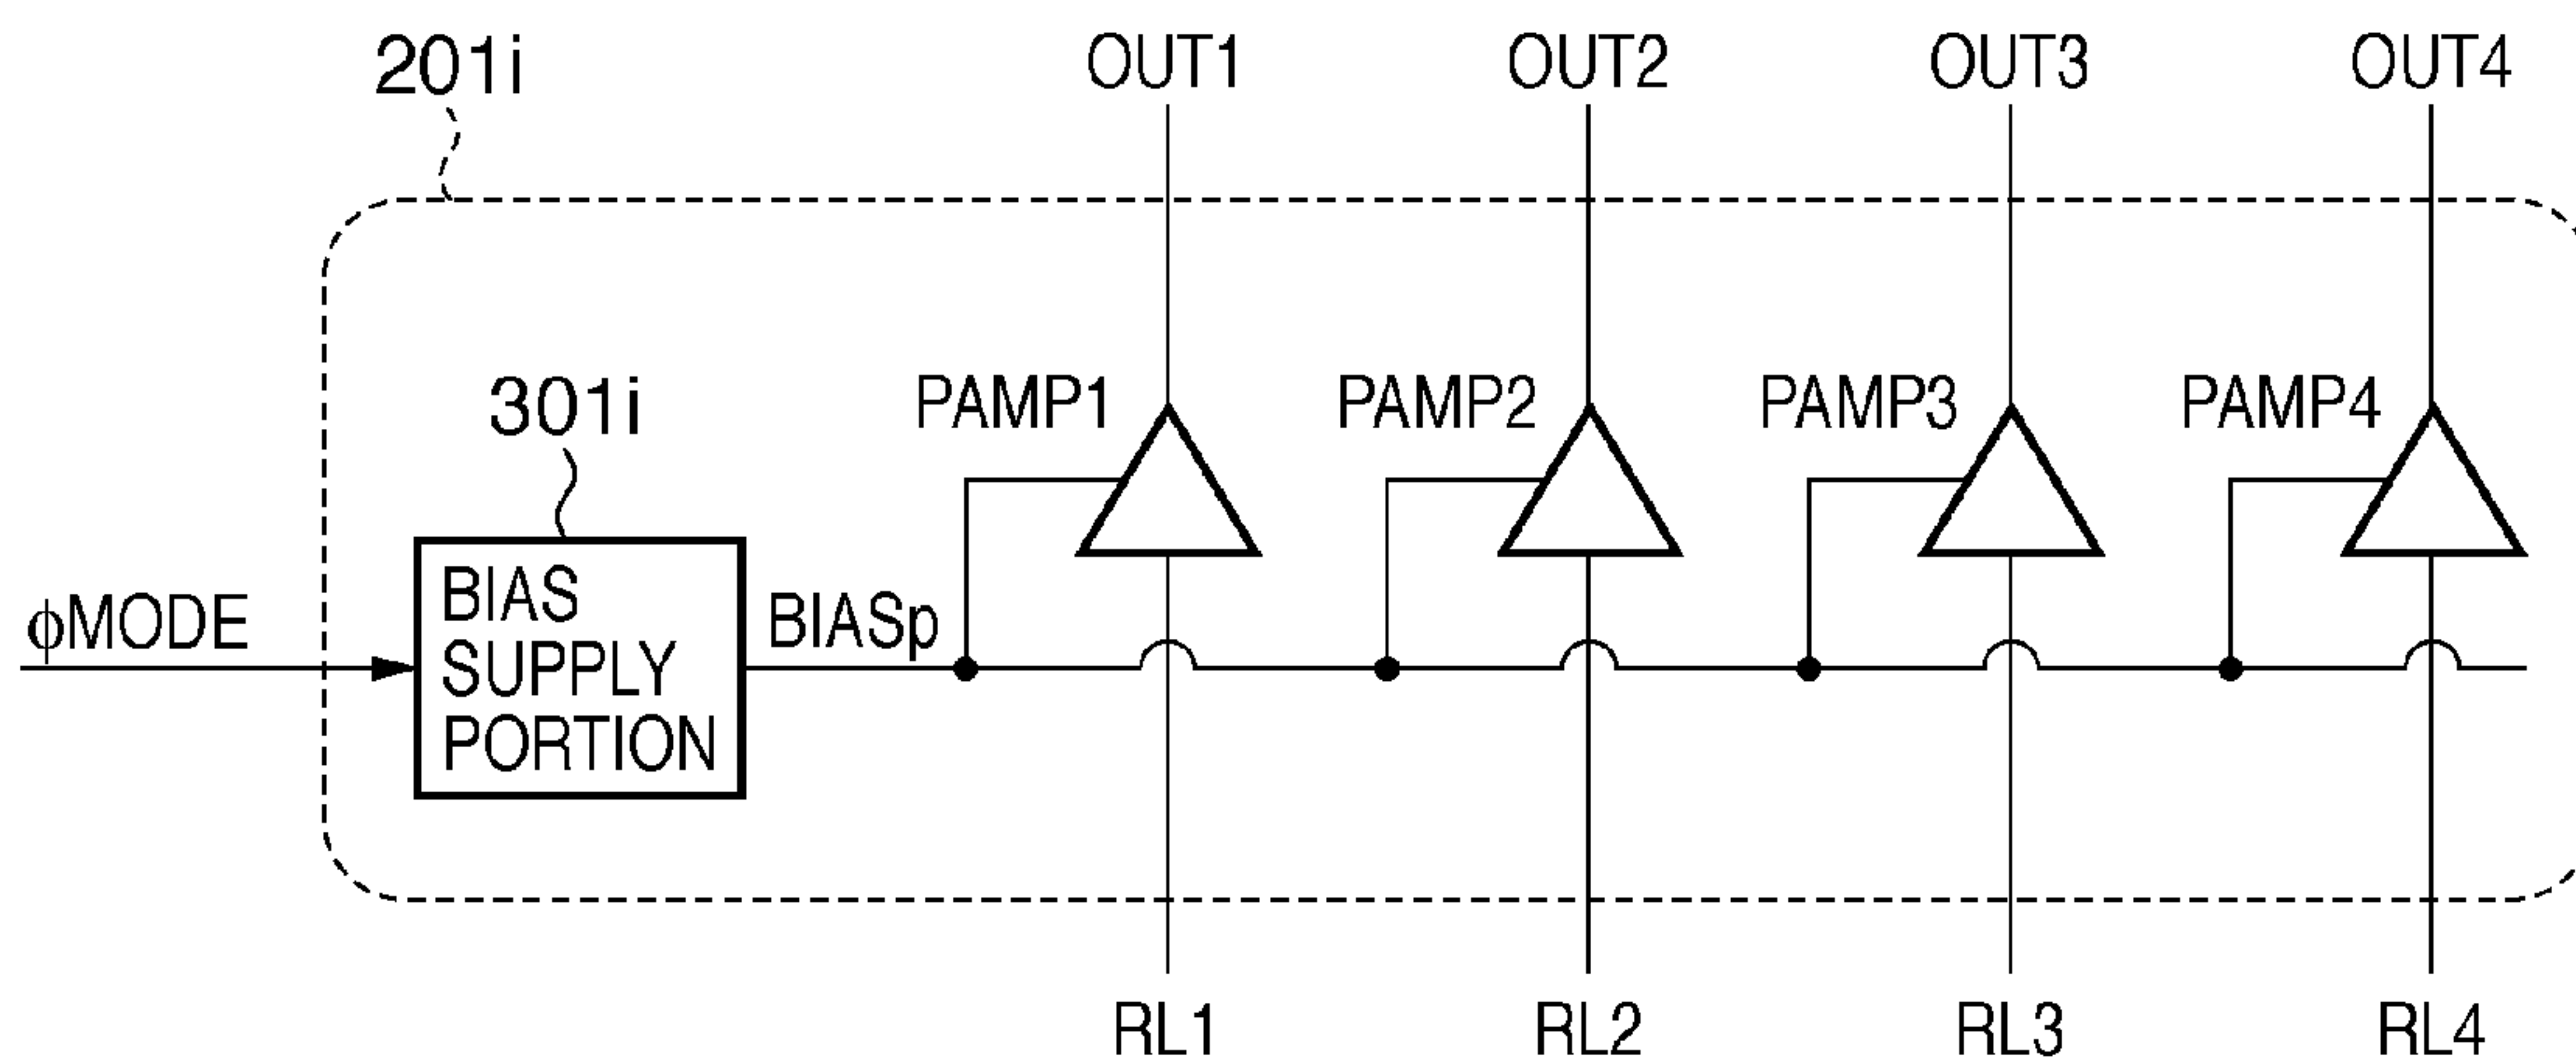 201i
OUT1
OUT2
OUT3
OUT4
301i
PAMP1
PAMP2
PAMP3
PAMP4
ϕMODE
BIAS
SUPPLY
PORTION
BIASp
RL1
RL2
RL3
RL4